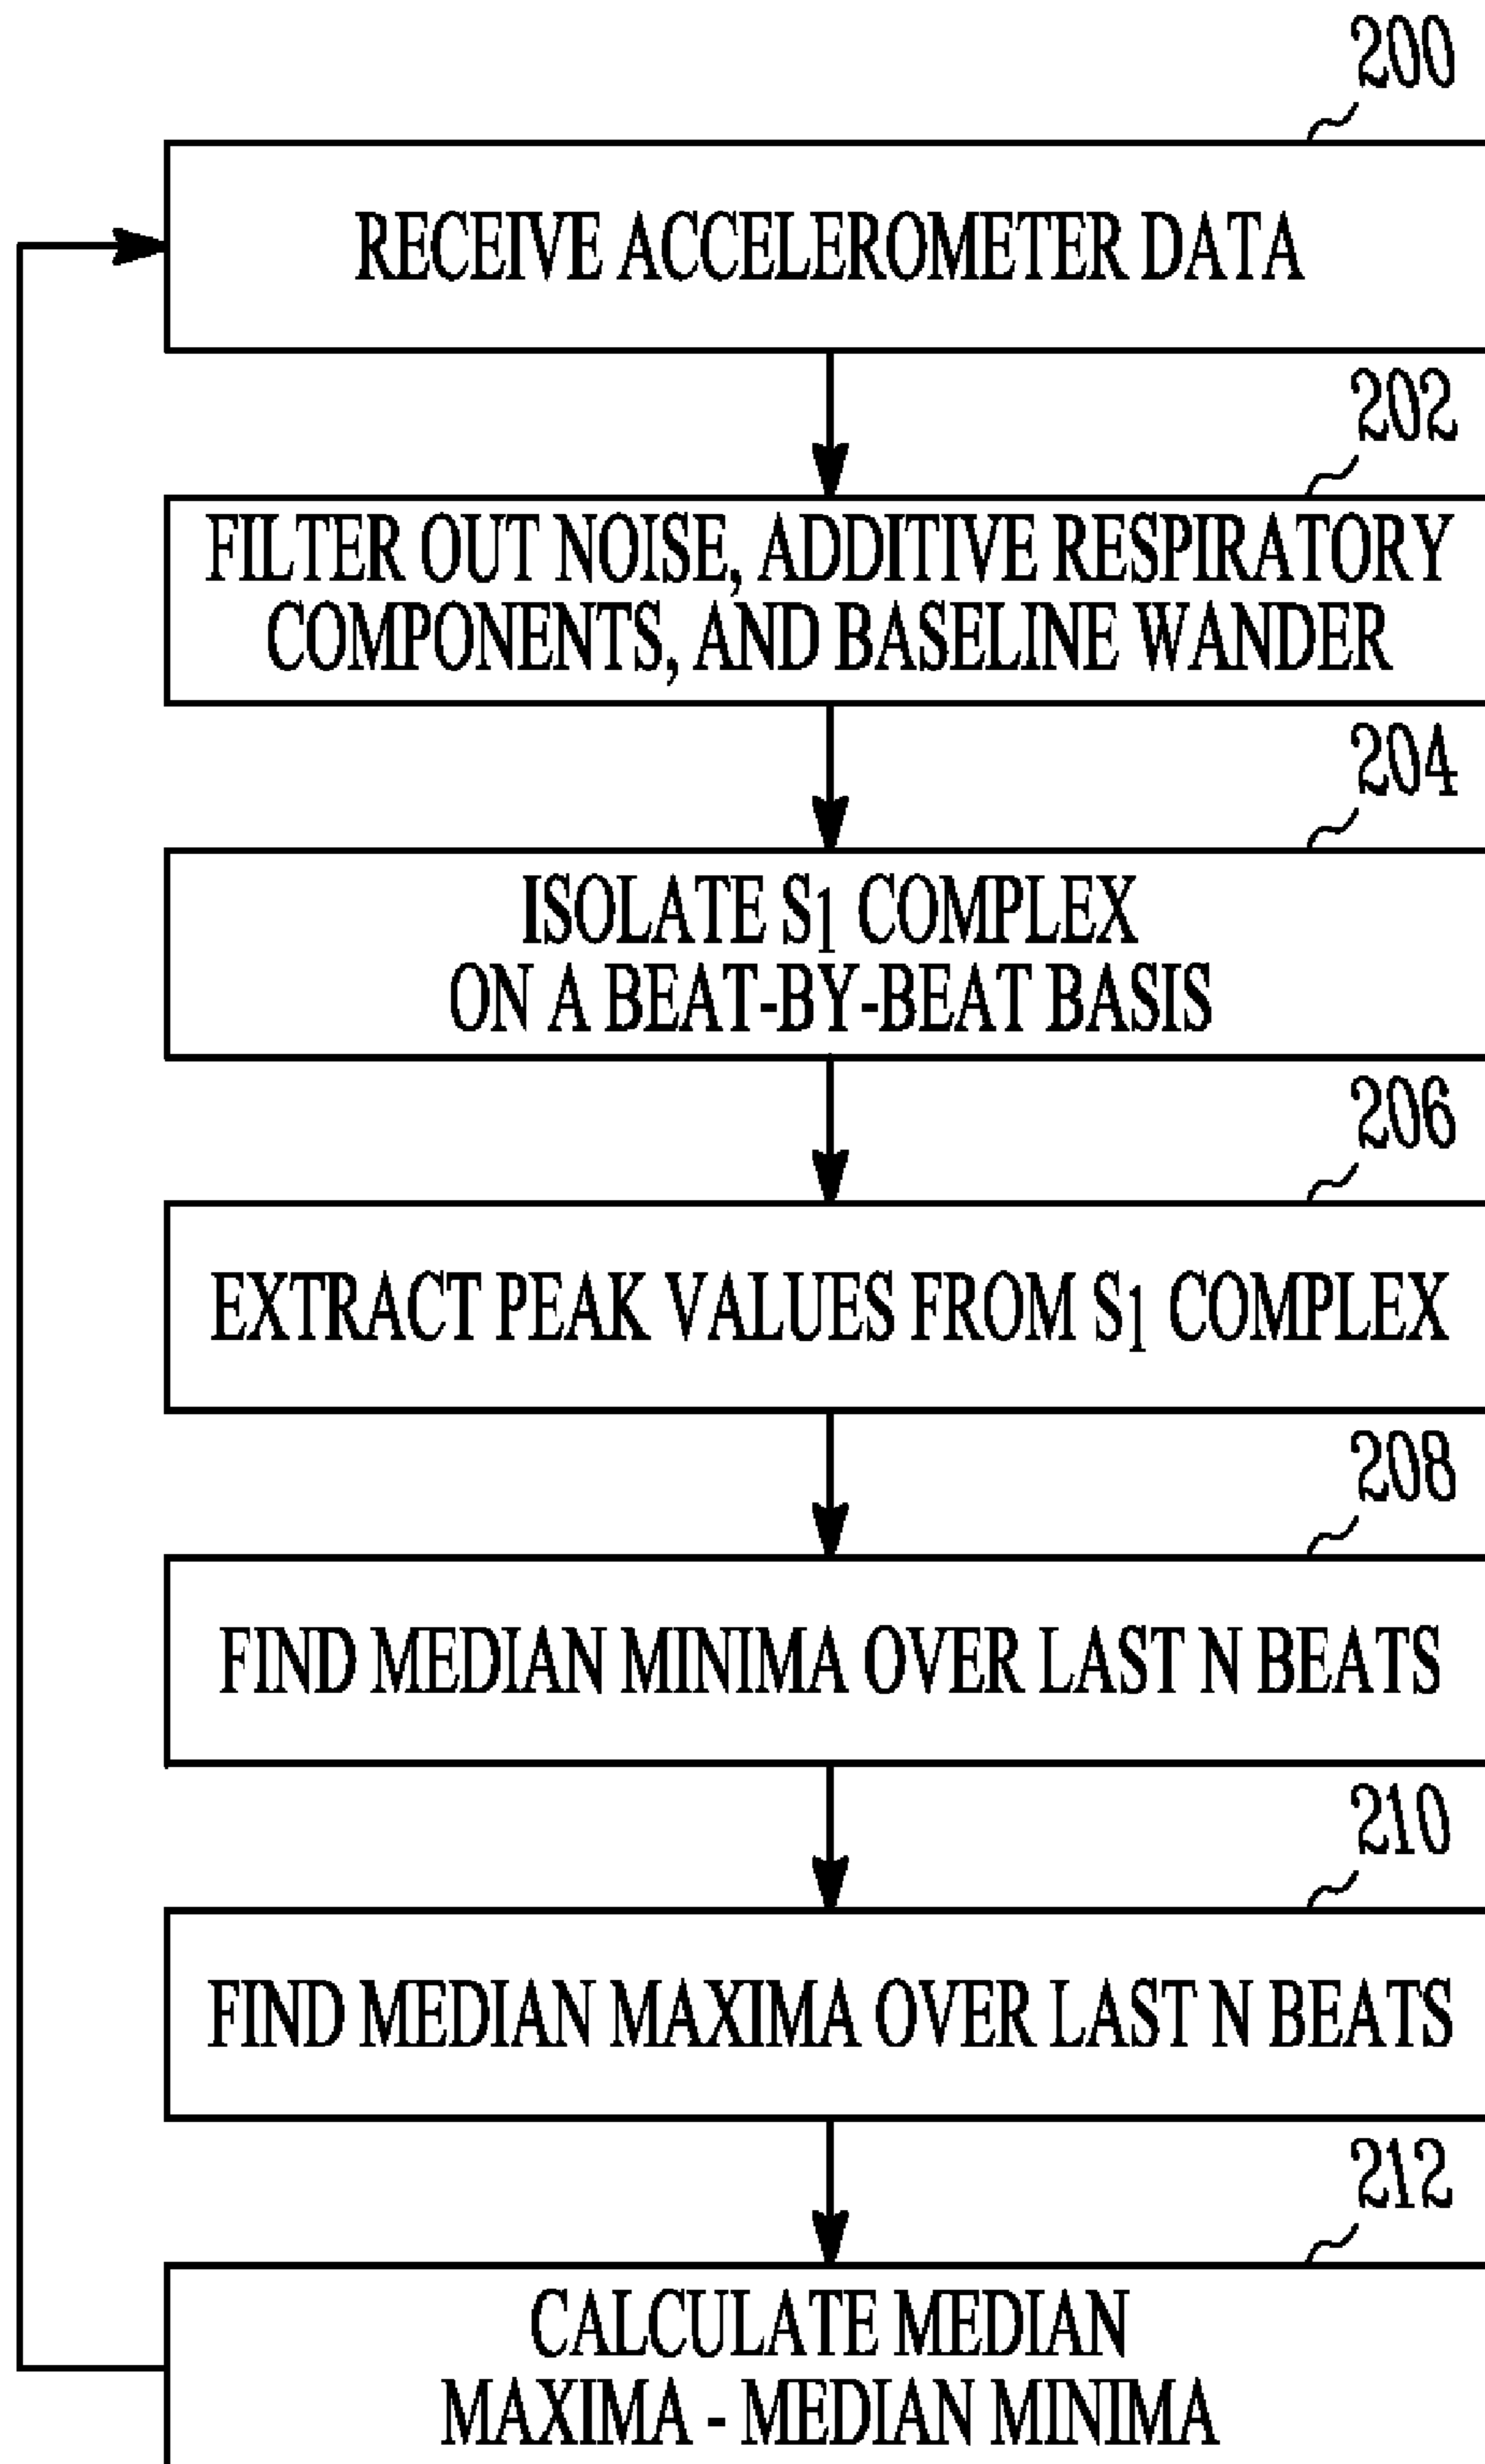 200
RECEIVE ACCELEROMETER DATA
202
FILTER OUT NOISE, ADDITIVE RESPIRATORY
COMPONENTS, AND BASELINE WANDER
204
ISOLATE S1 COMPLEX
ON A BEAT-BY-BEAT BASIS
206
EXTRACT PEAK VALUES FROM S1 COMPLEX
208
FIND MEDIAN MINIMA OVER LAST N BEATS
210
FIND MEDIAN MAXIMA OVER LAST N BEATS
212
CALCULATE MEDIAN
MAXIMA - MEDIAN MINIMA